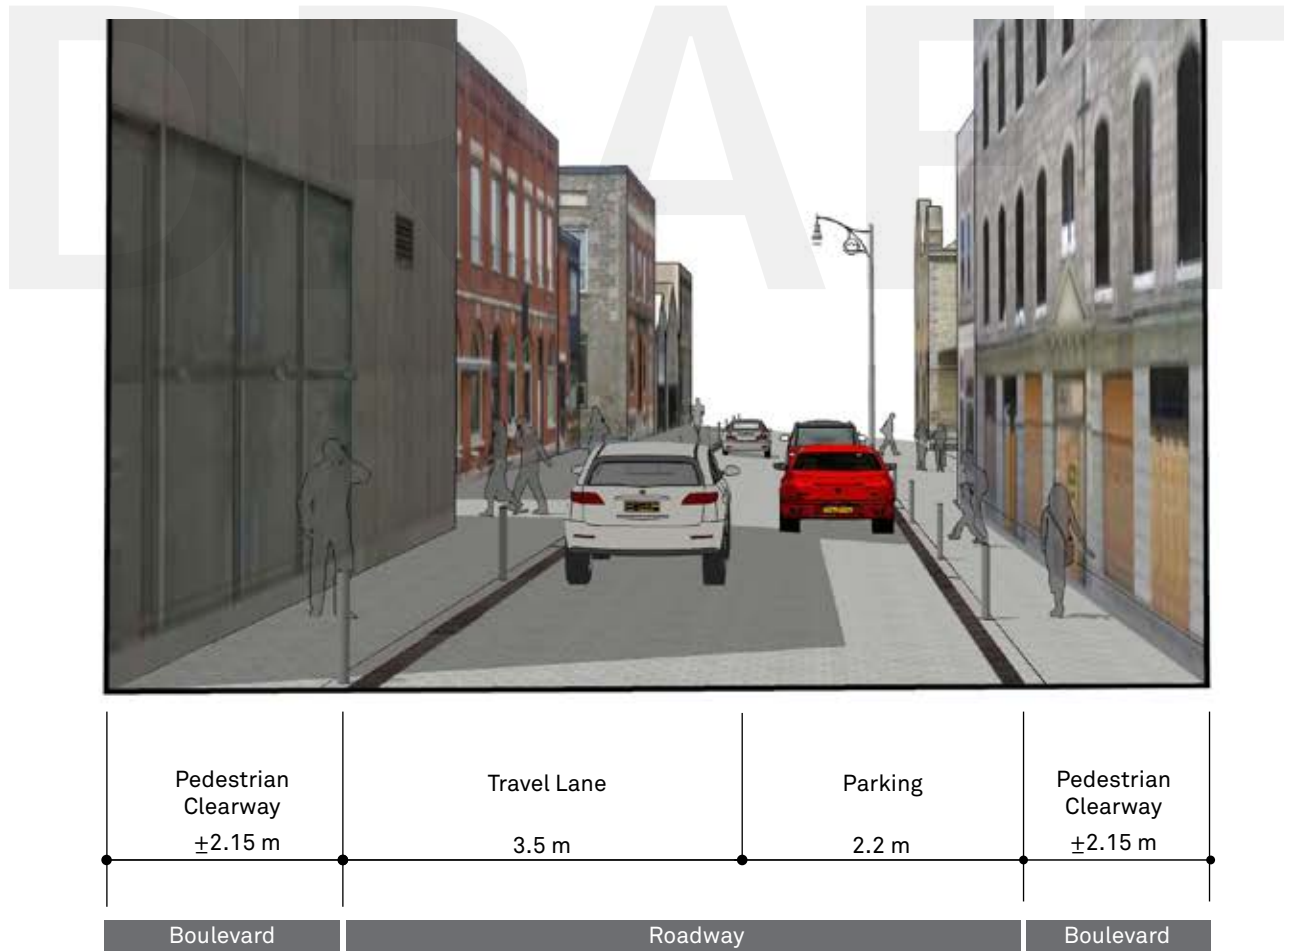 DRAFT
Pedestrian
Clearway
±2.15 m
Travel Lane
3.5 m
Parking
2.2 m
Pedestrian
Clearway
±2.15 m
Boulevard
Roadway
Boulevard